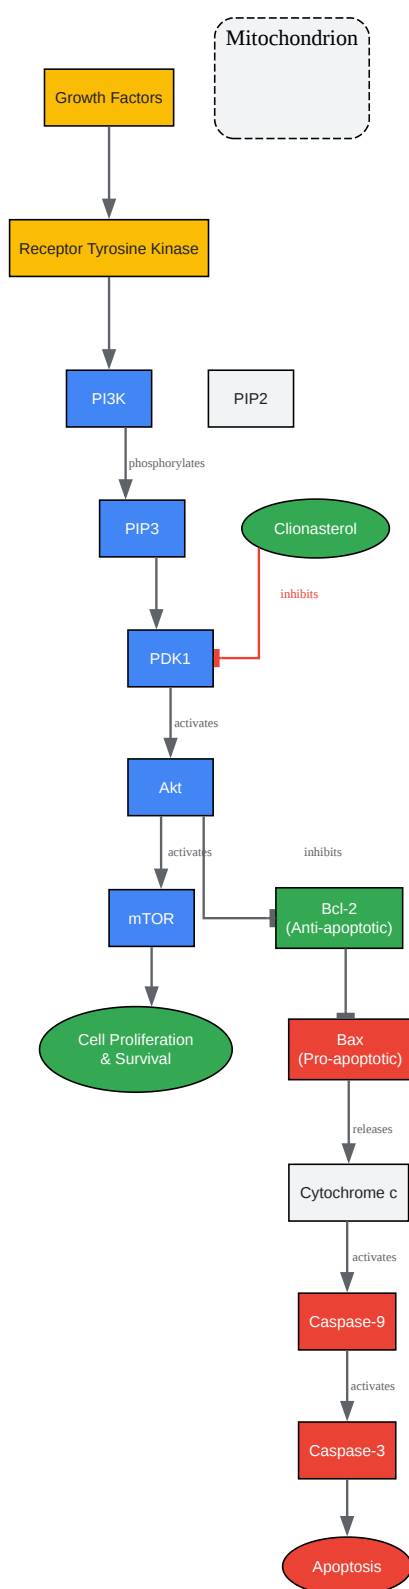 Mitochondrion
Growth Factors
Receptor Tyrosine Kinase
PI3K
PIP2
phosphorylates
PIP3
Clionasterol
inhibits
PDK1
activates
Akt
activates
inhibits
mTOR
Bcl-2
(Anti-apoptotic)
Cell Proliferation
& Survival
Bax
(Pro-apoptotic)
releases
Cytochrome c
activates
Caspase-9
activates
Caspase-3
Apoptosis